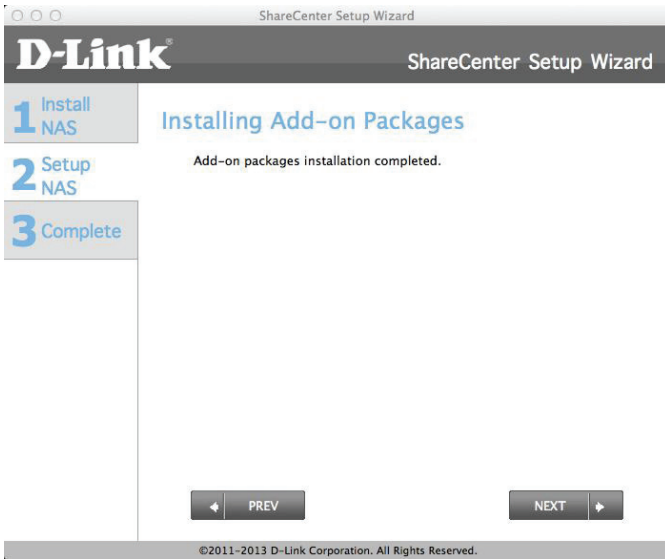 ShareCenter Setup Wizard
D-Link®
ShareCenter Setup Wizard
1 Install
NAS
2 Setup
NAS
3 Complete
Installing Add-on Packages
Add-on packages installation completed.
PREV
NEXT
©2011-2013 D-Link Corporation. All Rights Reserved.